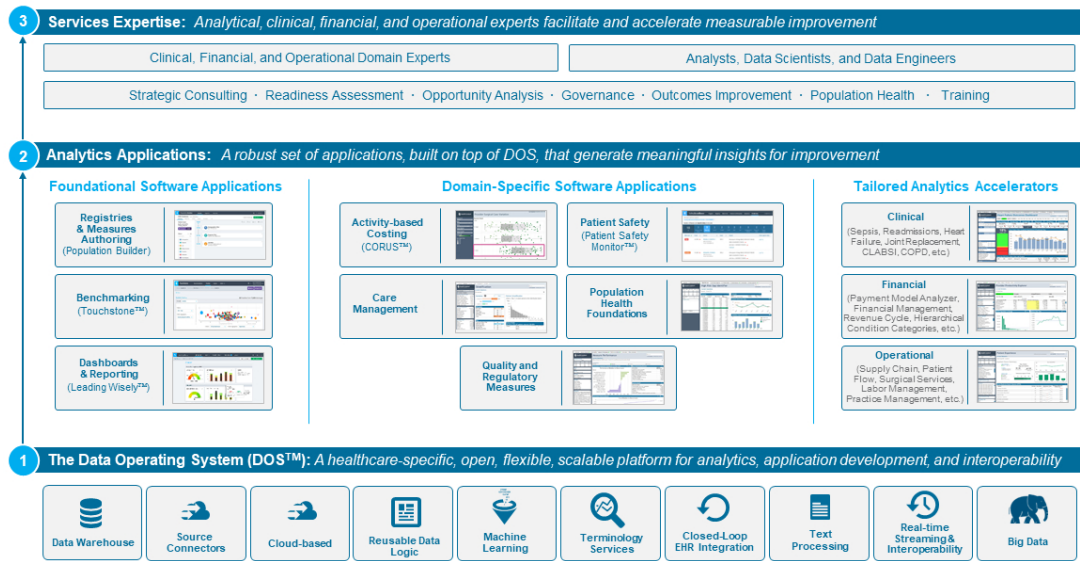 3 Services Expertise: Analytical, clinical, financial, and operational experts facilitate and accelerate measurable improvement
Clinical, Financial, and Operational Domain Experts
Analysts, Data Scientists, and Data Engineers
Strategic Consulting · Readiness Assessment · Opportunity Analysis · Governance · Outcomes Improvement · Population Health · Training
2 Analytics Applications: A robust set of applications, built on top of DOS, that generate meaningful insights for improvement
Foundational Software Applications
Registries
& Measures
Authoring
(Population Builder)
Benchmarking
(Touchstone™)
Dashboards
& Reporting
(Leading Wisely™)
Domain-Specific Software Applications
Activity-based
Costing
(CORUS™)
Patient Safety
(Patient Safety
Monitor™)
Care
Management
Population
Health
Foundations
Quality and
Regulatory
Measures
Tailored Analytics Accelerators
Clinical
(Sepsis, Readmissions, Heart
Failure, Joint Replacement,
CLABSI, COPD, etc.)
Financial
(Payment Model Analyzer,
Financial Management,
Revenue Cycle, Hierarchical
Condition Categories, etc.)
Operational
(Supply Chain, Patient
Flow, Surgical Services,
Labor Management,
Practice Management, etc.)
1 The Data Operating System (DOS™): A healthcare-specific, open, flexible, scalable platform for analytics, application development, and interoperability
Data Warehouse
Source
Connectors
Cloud-based
Reusable Data
Logic
Machine
Learning
Terminology
Services
Closed-Loop
EHR Integration
Text
Processing
Real-time
Streaming &
Interoperability
Big Data